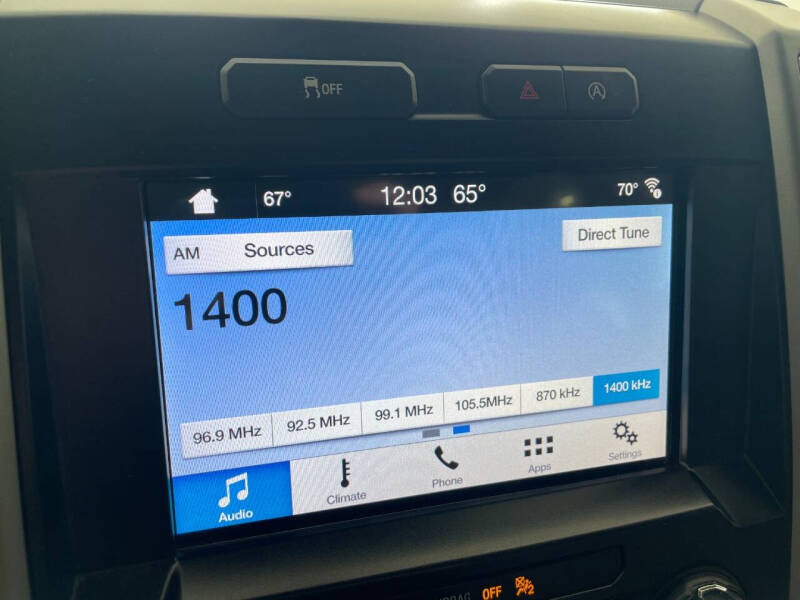 OFF
67° 12:03 65° 70°
AM Sources Direct Tune
1400
96.9 MHz 92.5 MHz 99.1 MHz 105.5MHz 870 kHz 1400 kHz
Audio Climate Phone Apps Settings
OFF 2